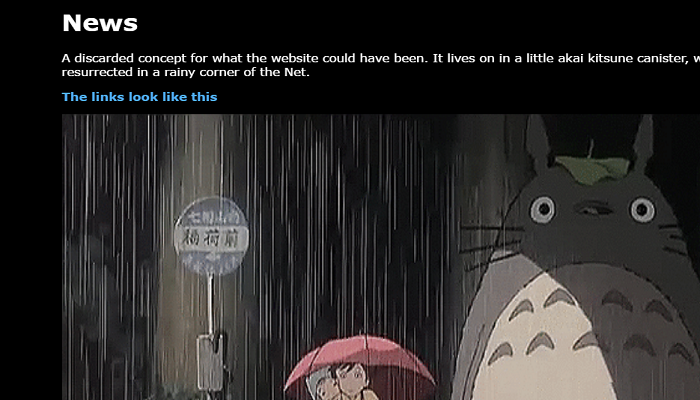 News
A discarded concept for what the website could have been. It lives on in a little akai kitsune canister, w
resurrected in a rainy corner of the Net.
The links look like this
稲荷前